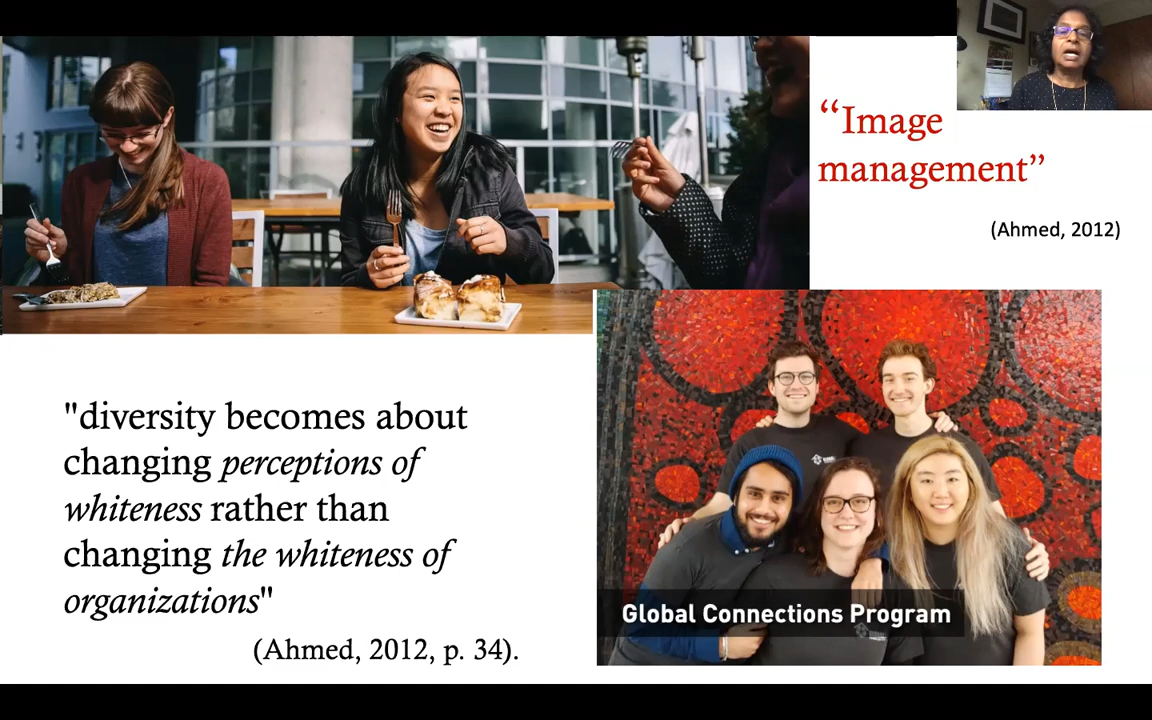 “Image
management”
(Ahmed, 2012)
"diversity becomes about
changing perceptions of
whiteness rather than
changing the whiteness of
organizations"
(Ahmed, 2012, p. 34).
Global Connections Program